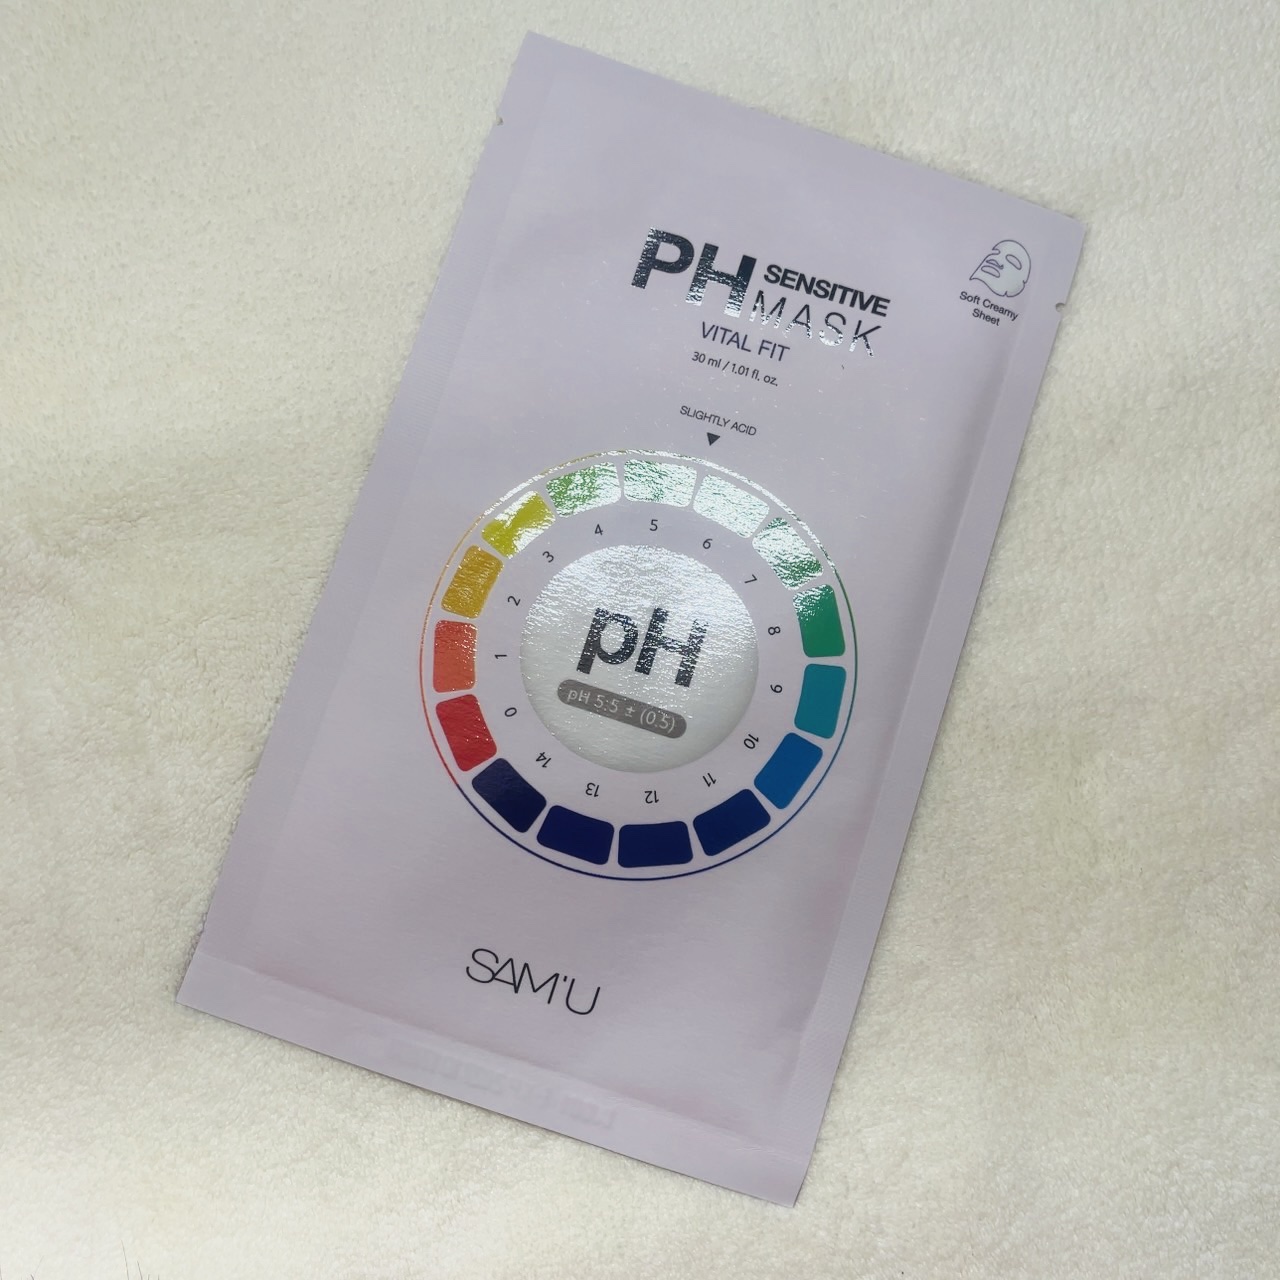 PH SENSITIVE
MASK
VITAL FIT
30 ml / 1.01 fl. oz.
Soft Creamy
Sheet
SLIGHTLY ACID
0
1
2
3
4
5
6
7
8
9
10
11
12
13
14
pH
pH 5.5 ± (0.5)
SAM'U